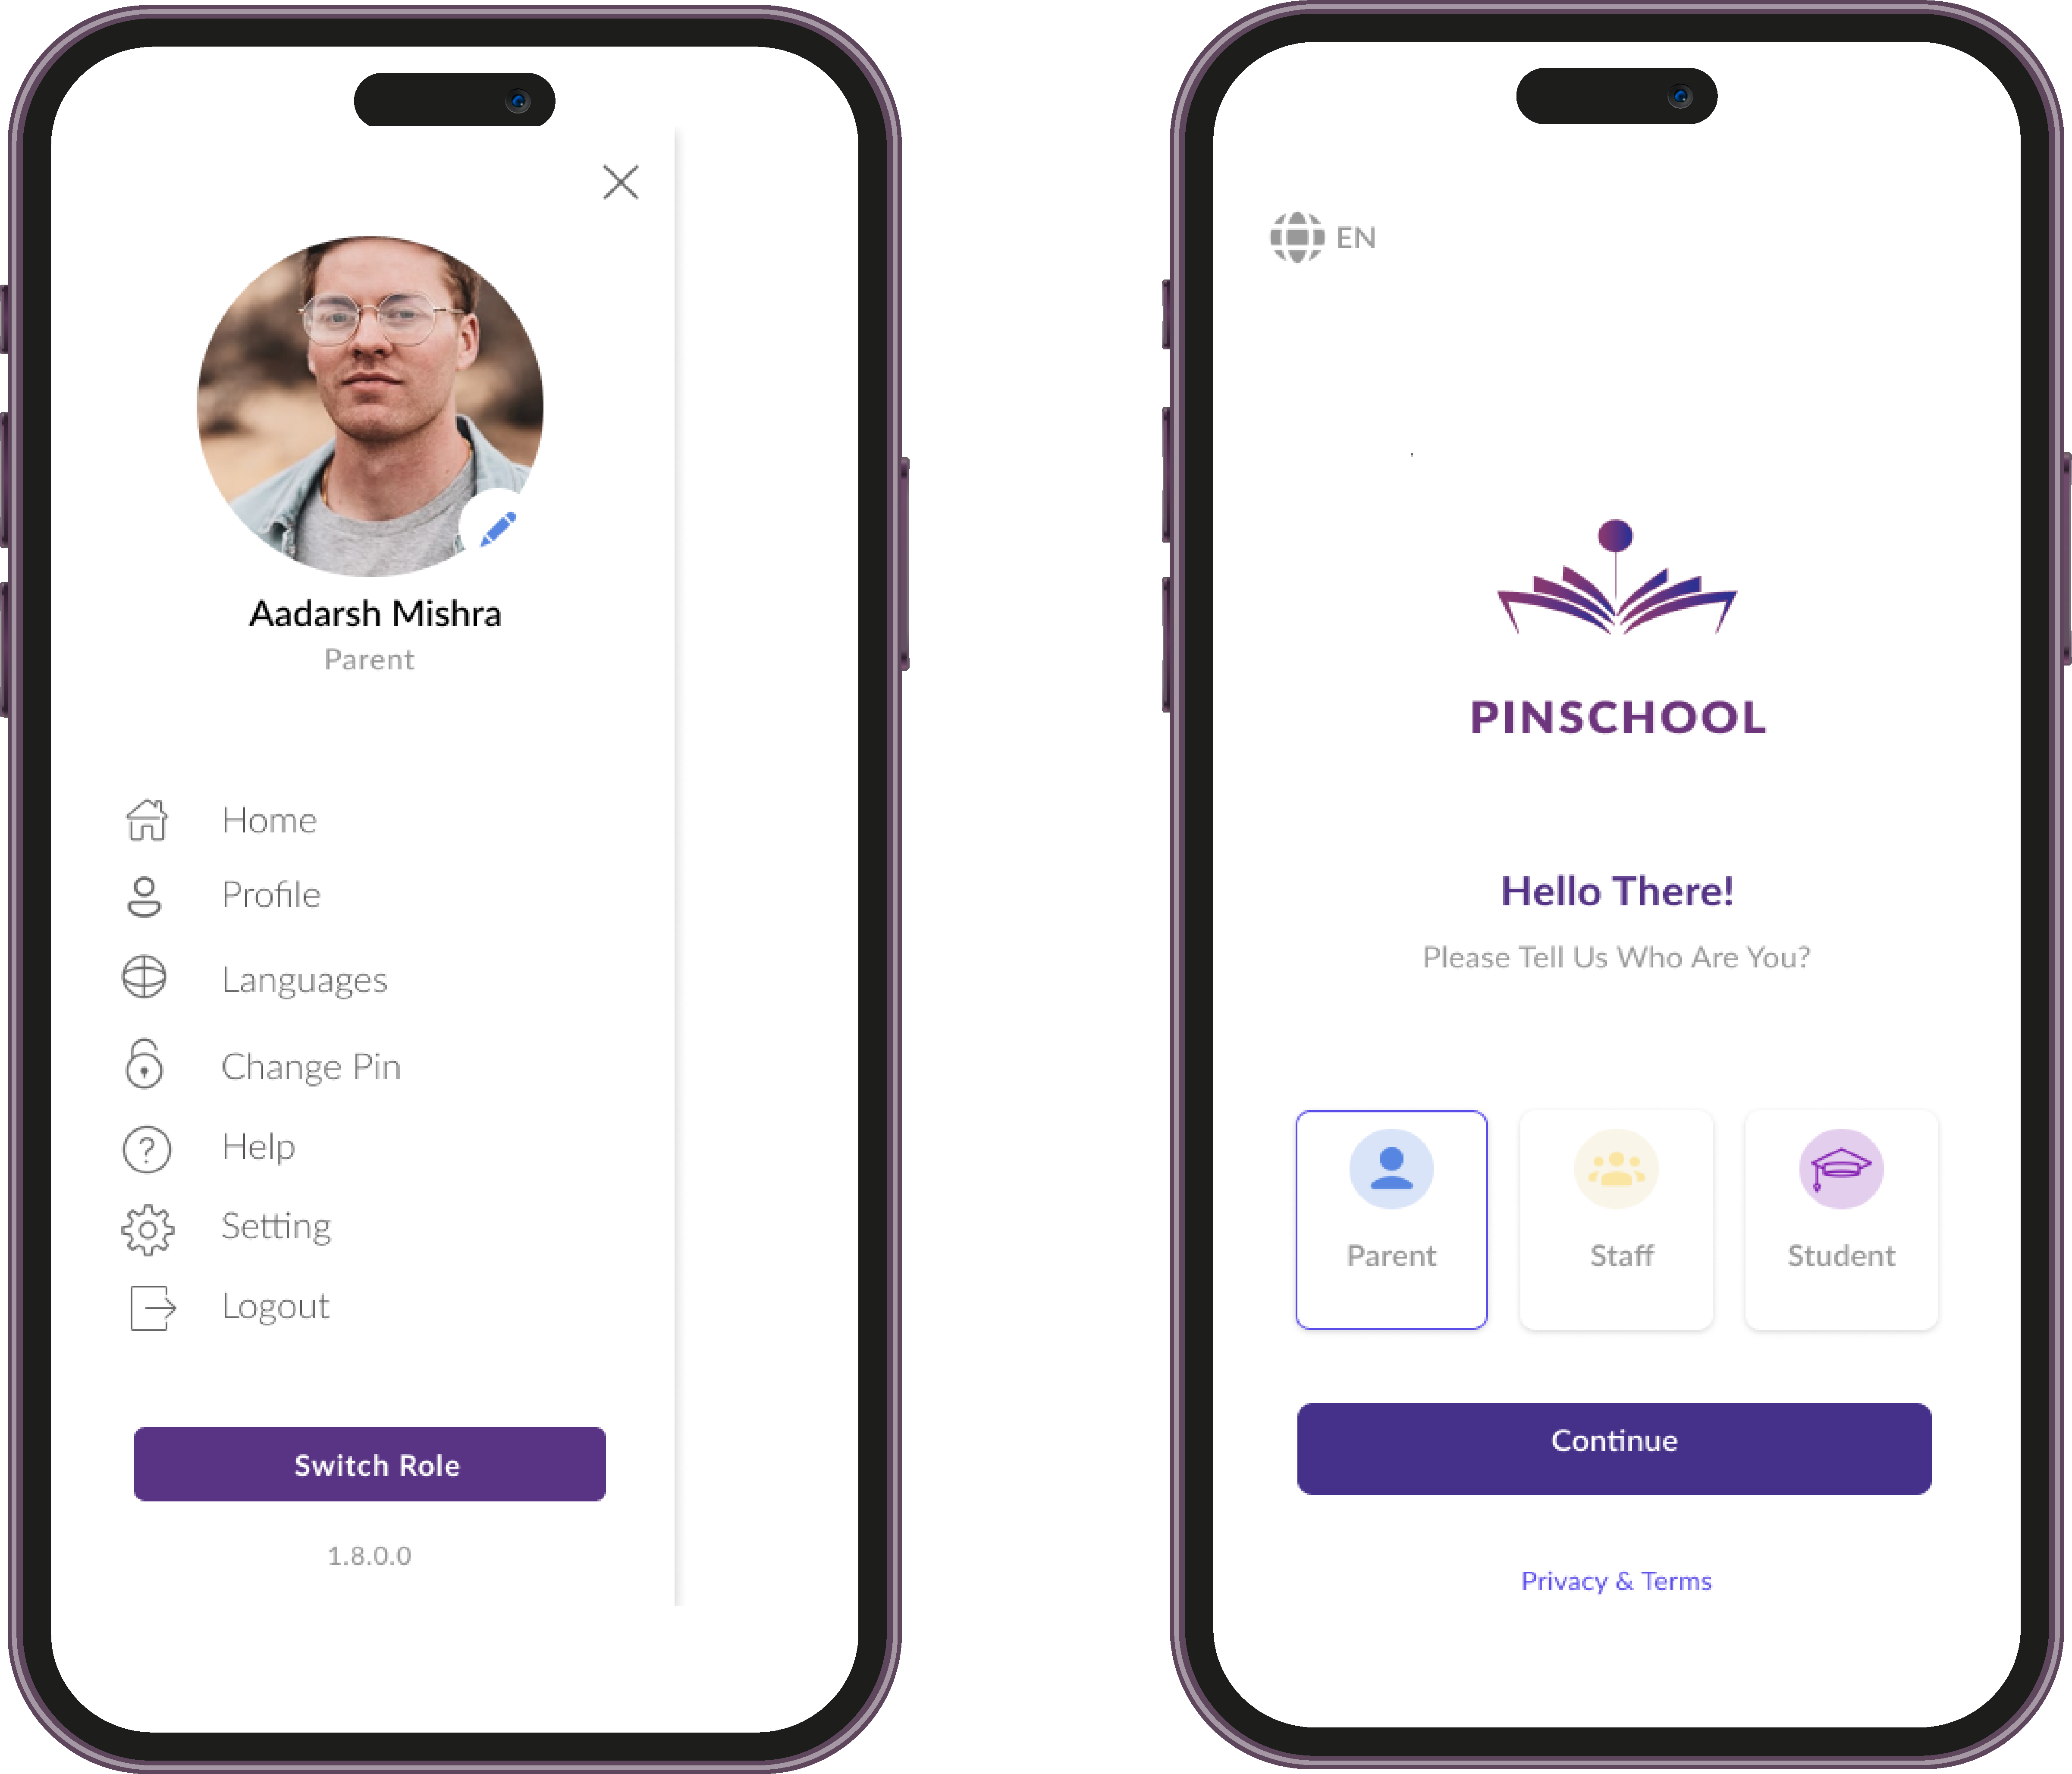 Aadarsh Mishra
Parent
Home
Profile
Languages
Change Pin
Help
Setting
Logout
Switch Role
1.8.0.0
EN
PINSCHOOL
Hello There!
Please Tell Us Who Are You?
Parent
Staff
Student
Continue
Privacy & Terms